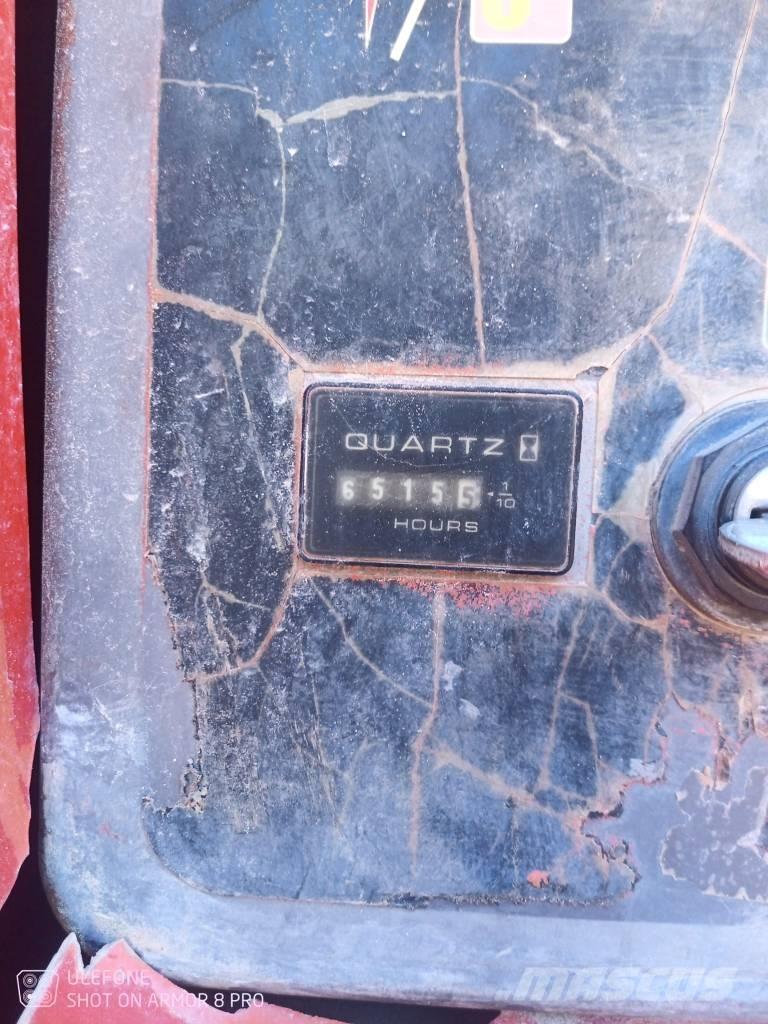 QUARTZ
65155 1/10
HOURS
ULEFONE
SHOT ON ARMOR 8 PRO
MASCUS